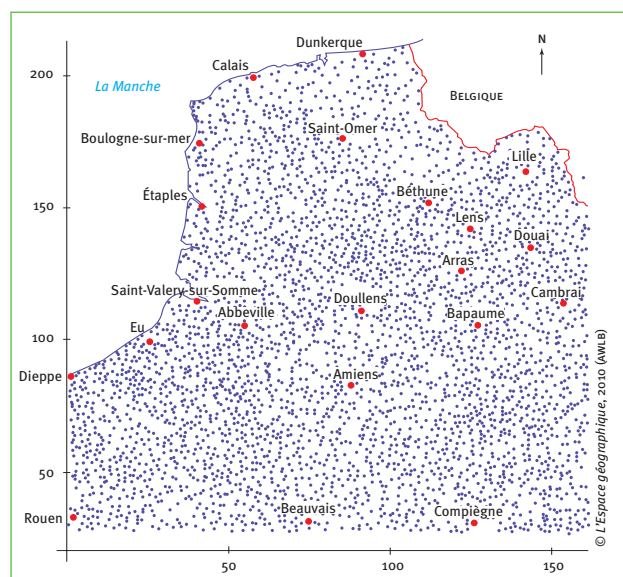 Dunkerque
N
200
Calais
La Manche
BELGIQUE
Boulogne-sur-mer
Saint-Omer
Lille
Étaples
150
Béthune
Lens
Douai
Arras
Saint-Valery-sur-Somme
Cambrai
Doullens
Abbeville
Bapaume
Eu
100
Dieppe
Amiens
50
Rouen
Beauvais
Compiègne
50
100
150
© L'Espace géographique, 2010 (AWLB)